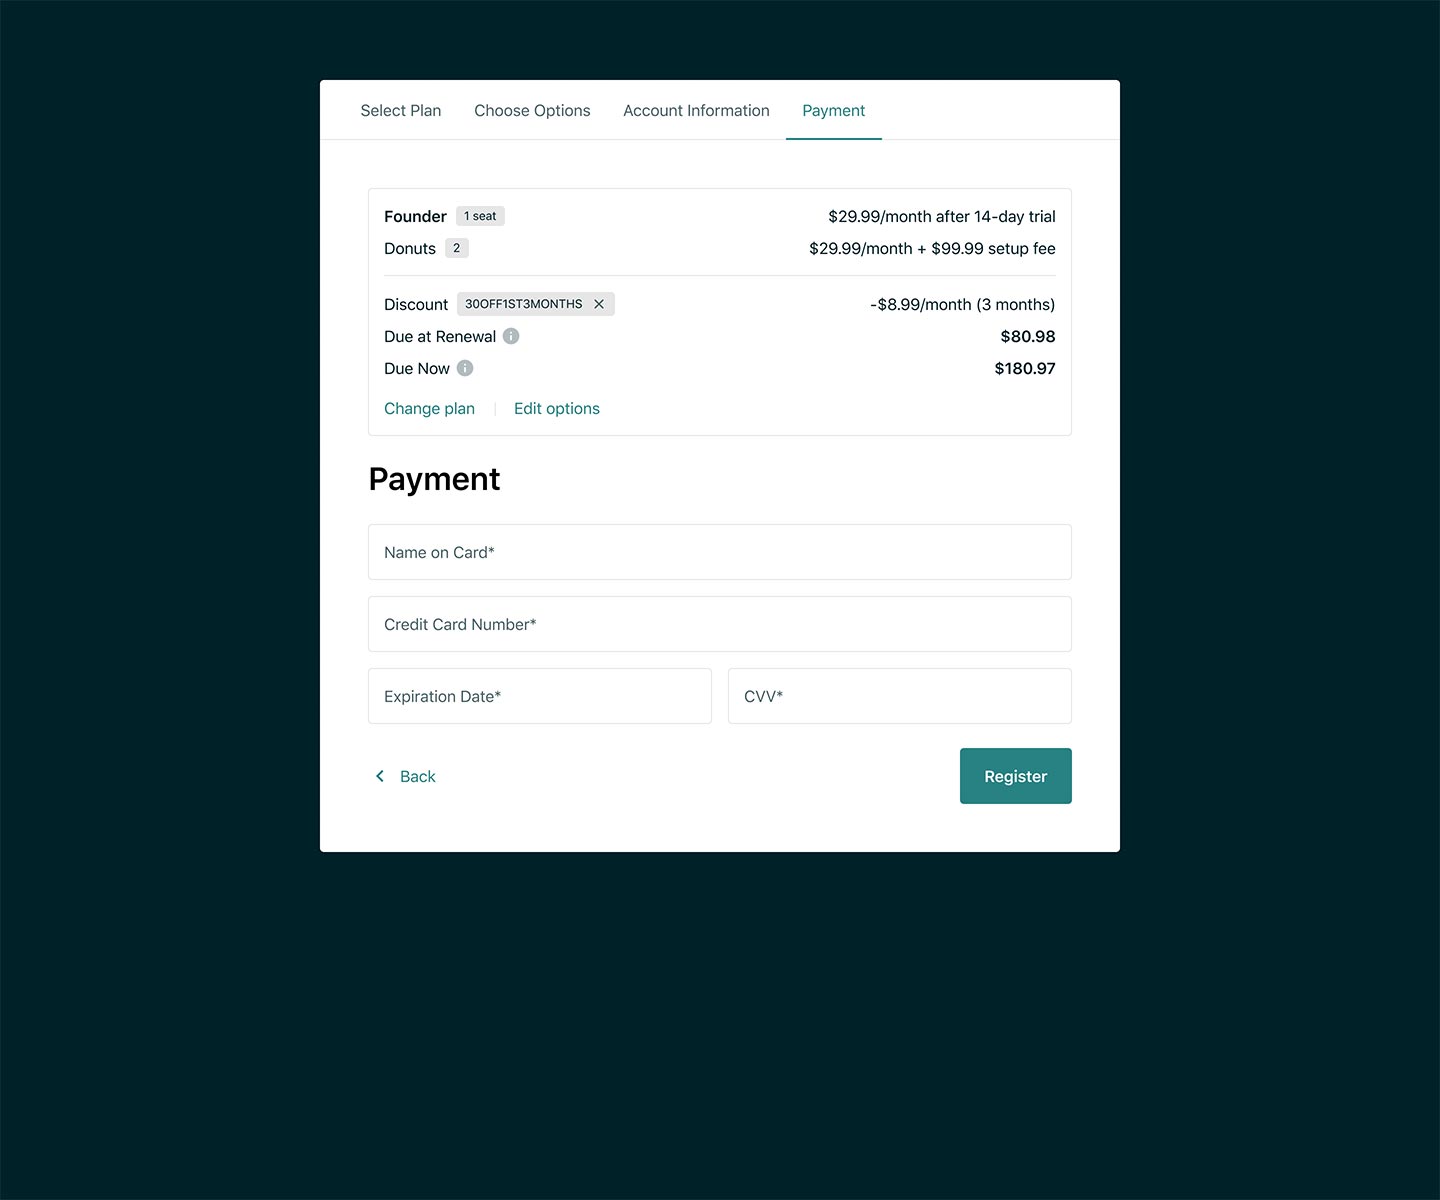 Select Plan Choose Options Account Information Payment
Founder 1 seat $29.99/month after 14-day trial
Donuts 2 $29.99/month + $99.99 setup fee
Discount 30OFF1ST3MONTHS -$8.99/month (3 months)
Due at Renewal $80.98
Due Now $180.97
Change plan Edit options
Payment
Name on Card*
Credit Card Number*
Expiration Date* CVV*
Back Register